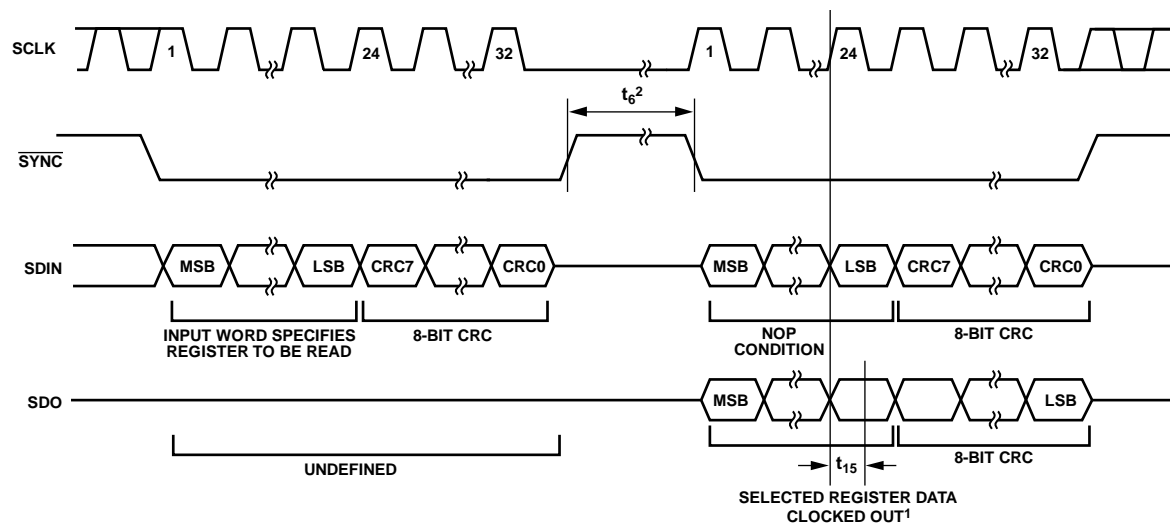 SCLK
1
24
32
1
24
32
t6²
SYNC
SDIN
MSB
LSB
CRC7
CRC0
MSB
LSB
CRC7
CRC0
INPUT WORD SPECIFIES
REGISTER TO BE READ
8-BIT CRC
NOP
CONDITION
8-BIT CRC
SDO
MSB
LSB
UNDEFINED
t15
8-BIT CRC
SELECTED REGISTER DATA
CLOCKED OUT¹